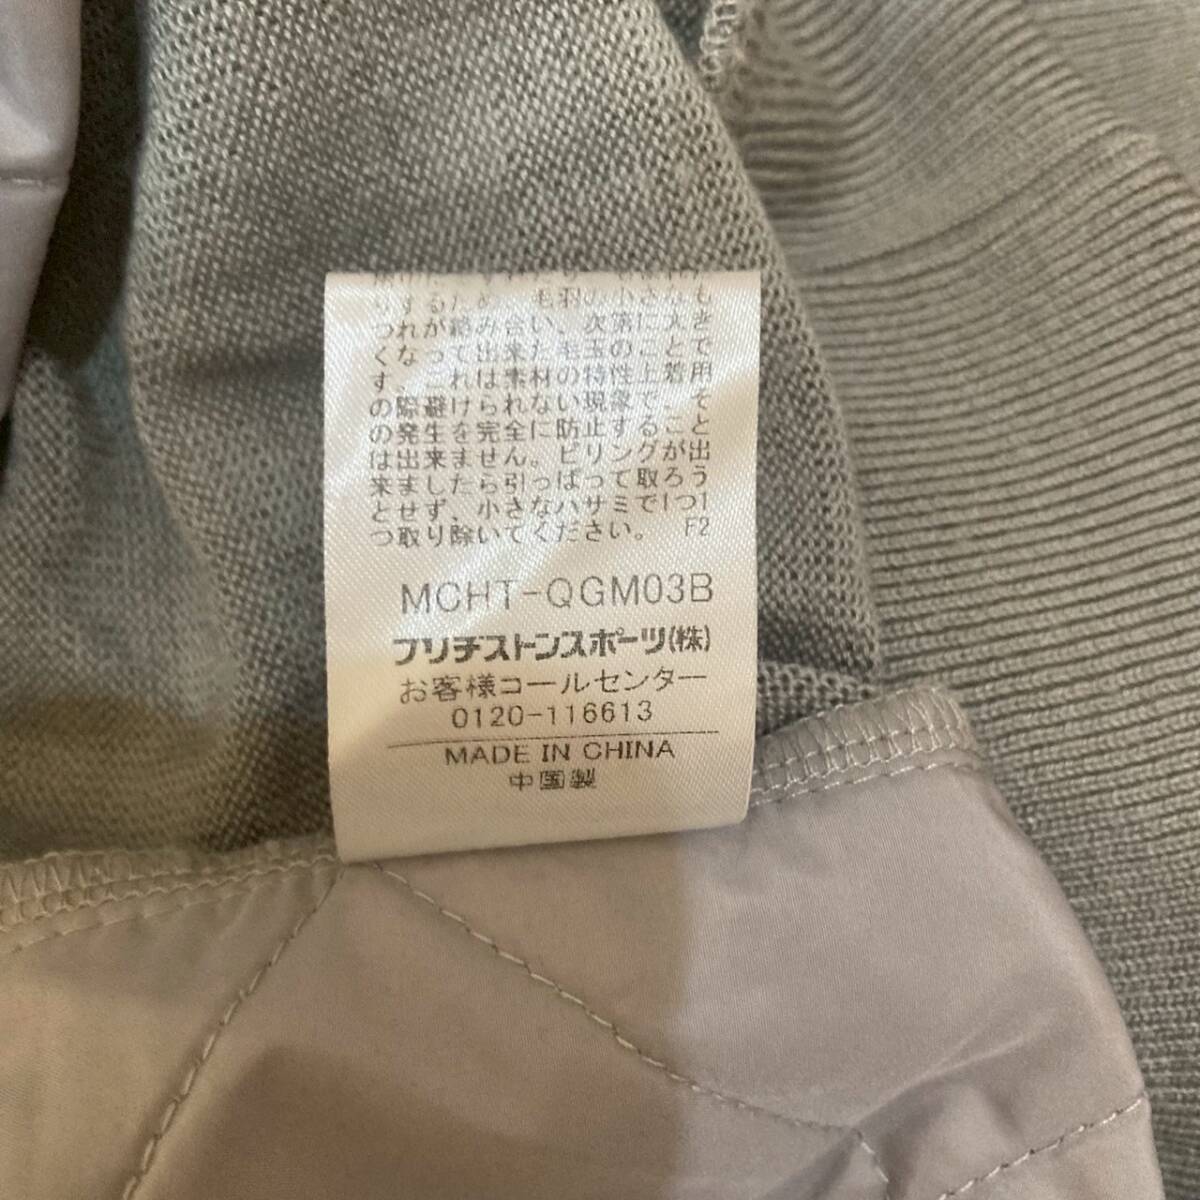 りするため、毛羽の小さなも
つれが絡み合い、次第に大き
くなって出来た毛玉のことで
す。これは素材の特性上着用
の際避けられない現象で、そ
の発生を完全に防止すること
は出来ません。ピリングが出
来ましたら引っぱって取ろう
とせず、小さなハサミで1つ1
つ取り除いてください。 F2
MCHT-QGM03B
ブリヂストンスポーツ(株)
お客様コールセンター
0120-116613
MADE IN CHINA
中国製